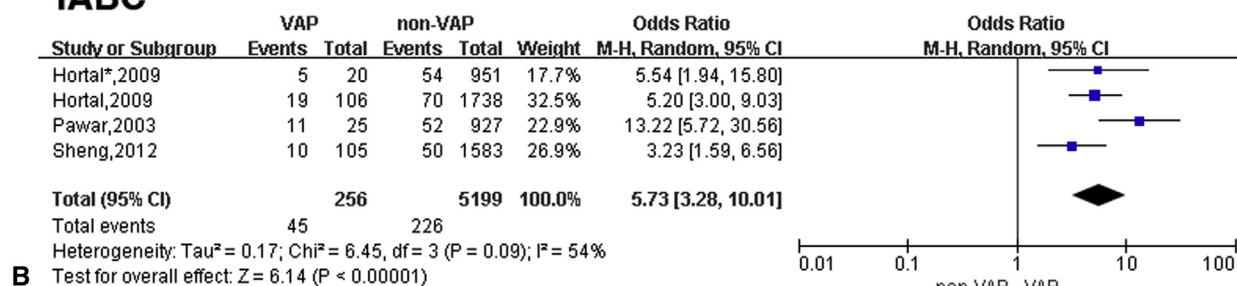 IABC
VAP non-VAP Odds Ratio Odds Ratio
Study or Subgroup Events Total Events Total Weight M-H, Random, 95% CI M-H, Random, 95% CI
Hortal*,2009 5 20 54 951 17.7% 5.54 [1.94, 15.80]
Hortal,2009 19 106 70 1738 32.5% 5.20 [3.00, 9.03]
Pawar,2003 11 25 52 927 22.9% 13.22 [5.72, 30.56]
Sheng,2012 10 105 50 1583 26.9% 3.23 [1.59, 6.56]
Total (95% CI) 256 5199 100.0% 5.73 [3.28, 10.01]
Total events 45 226
Heterogeneity: Tau² = 0.17; Chi² = 6.45, df = 3 (P = 0.09); I² = 54%
0.01 0.1 1 10 100
B Test for overall effect: Z = 6.14 (P < 0.00001)
non-VAP VAP